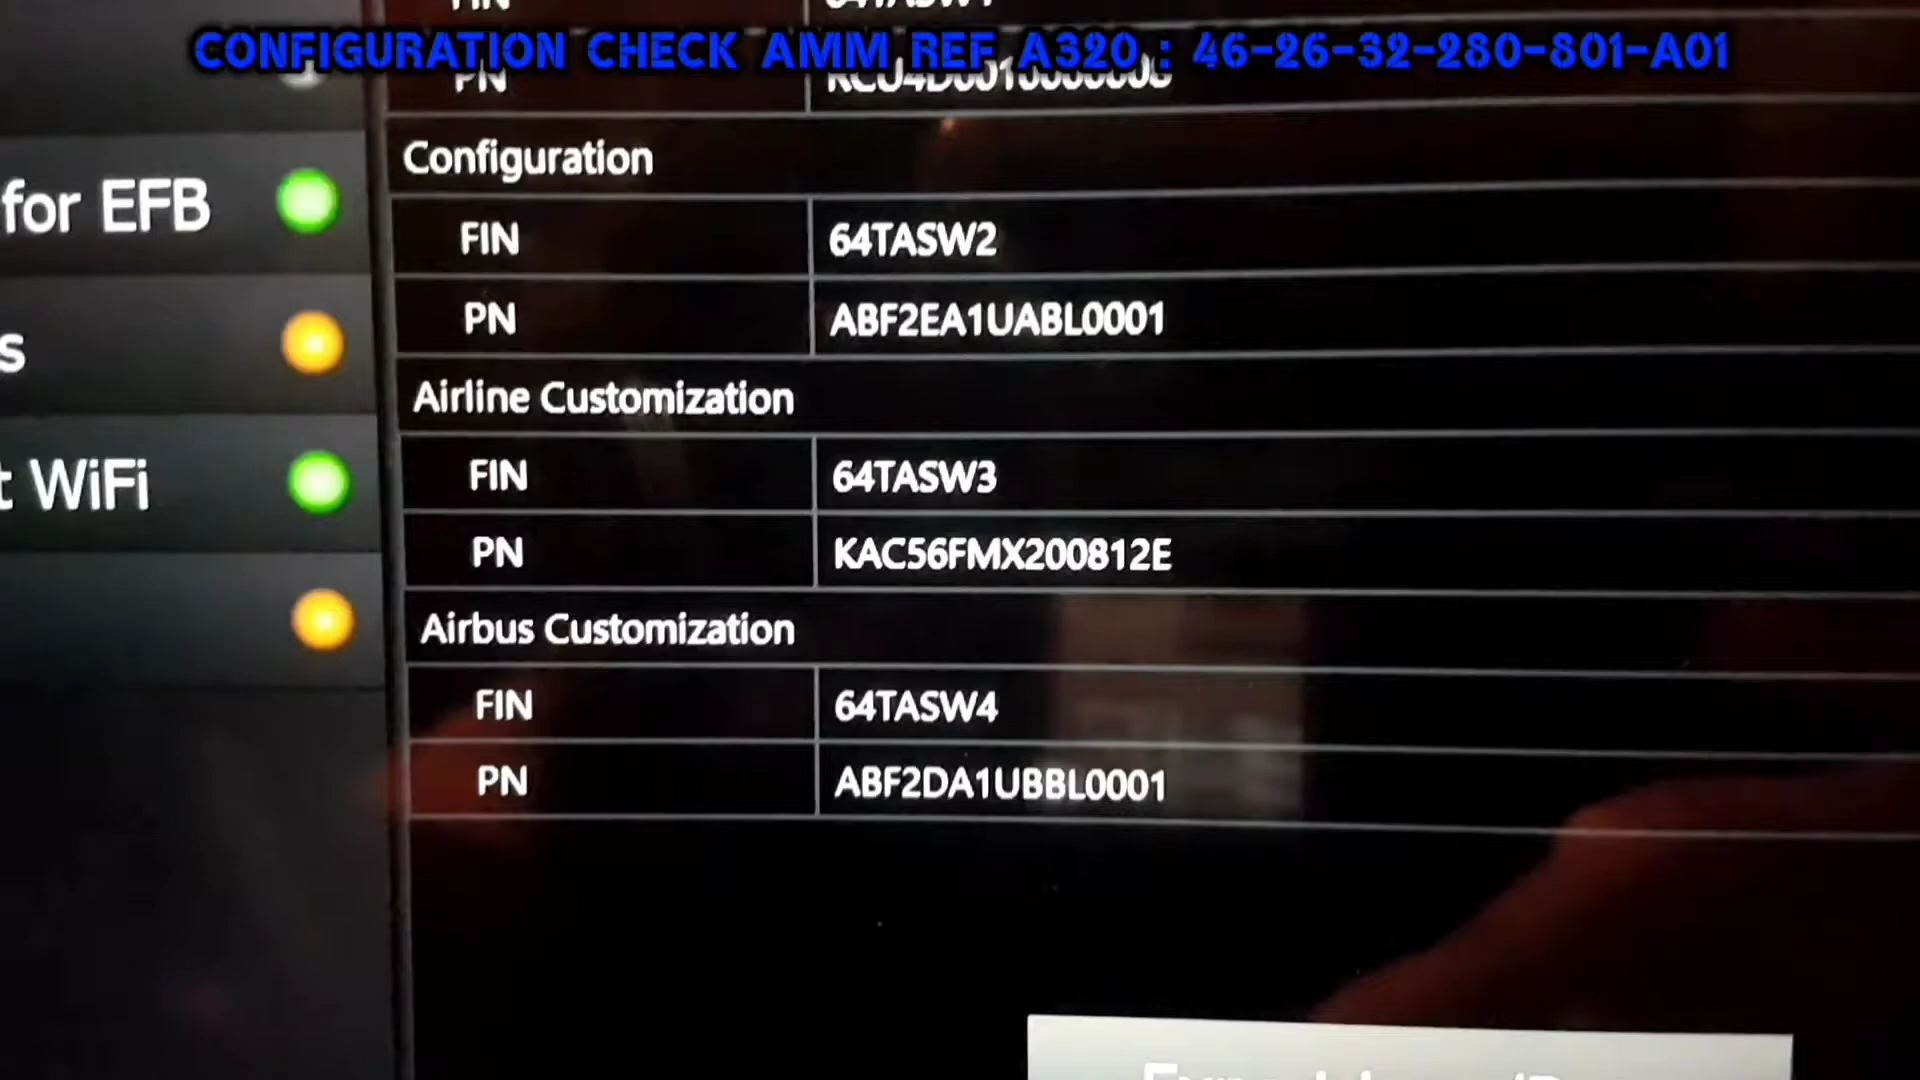 CONFIGURATION CHECK AMM REF A320 : 46-26-32-280-801-A01
PN
Configuration
for EFB
FIN 64TASW2
PN ABF2EA1UABL0001
s
Airline Customization
FIN 64TASW3
t WiFi
PN KAC56FMX200812E
Airbus Customization
FIN 64TASW4
PN ABF2DA1UBBL0001